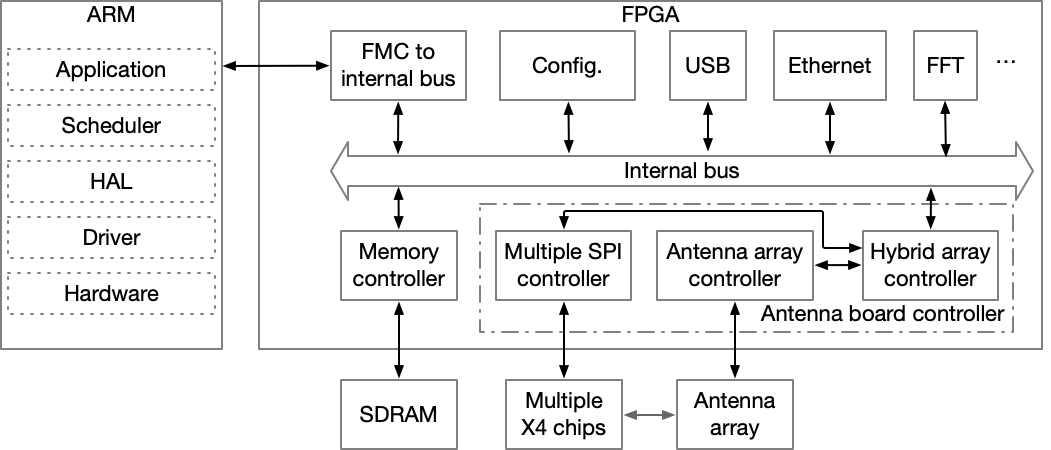 ARM
Application
Scheduler
HAL
Driver
Hardware
FPGA
FMC to
internal bus
Config.
USB
Ethernet
FFT
...
Internal bus
Memory
controller
Multiple SPI
controller
Antenna array
controller
Hybrid array
controller
Antenna board controller
SDRAM
Multiple
X4 chips
Antenna
array